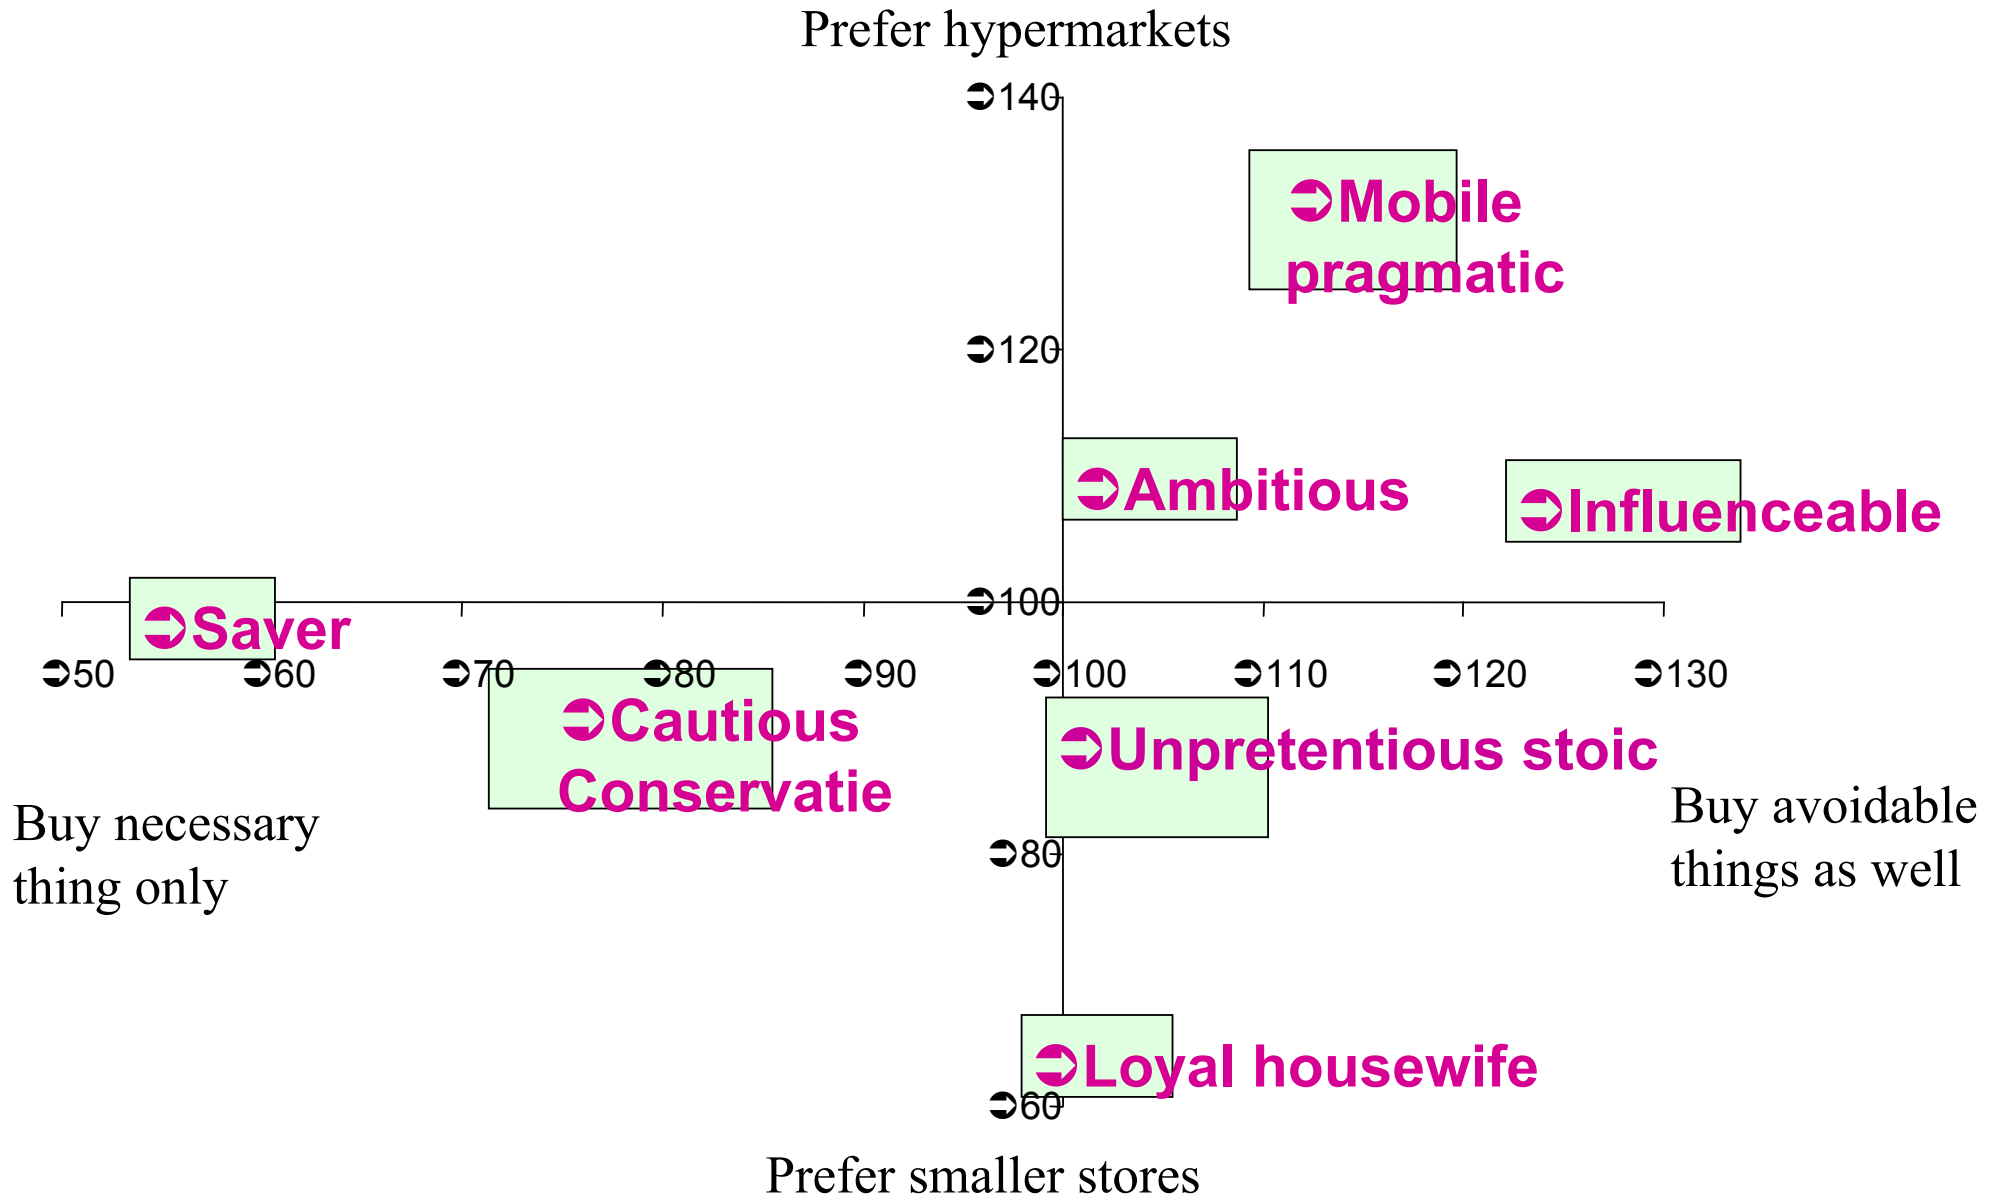 Prefer hypermarkets
➲140
➲Mobile
pragmatic
➲120
➲Ambitious
➲Influenceable
➲100
➲Saver
➲50 ➲60 ➲70 ➲80 ➲90 ➲100 ➲110 ➲120 ➲130
➲Cautious
Conservatie
➲Unpretentious stoic
Buy necessary
thing only
Buy avoidable
things as well
➲80
➲Loyal housewife
➲60
Prefer smaller stores